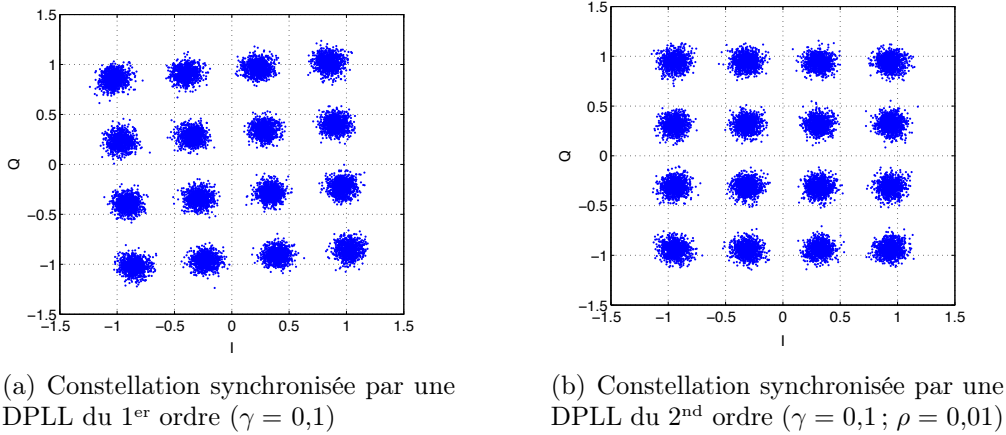 1.5
1
0.5
0
−0.5
−1
−1.5
Q
−1.5 −1 −0.5 0 0.5 1 1.5
I
(a) Constellation synchronisée par une
DPLL du 1er ordre (γ = 0,1)
1.5
1
0.5
0
−0.5
−1
−1.5
Q
−1.5 −1 −0.5 0 0.5 1 1.5
I
(b) Constellation synchronisée par une
DPLL du 2nd ordre (γ = 0,1 ; ρ = 0,01)